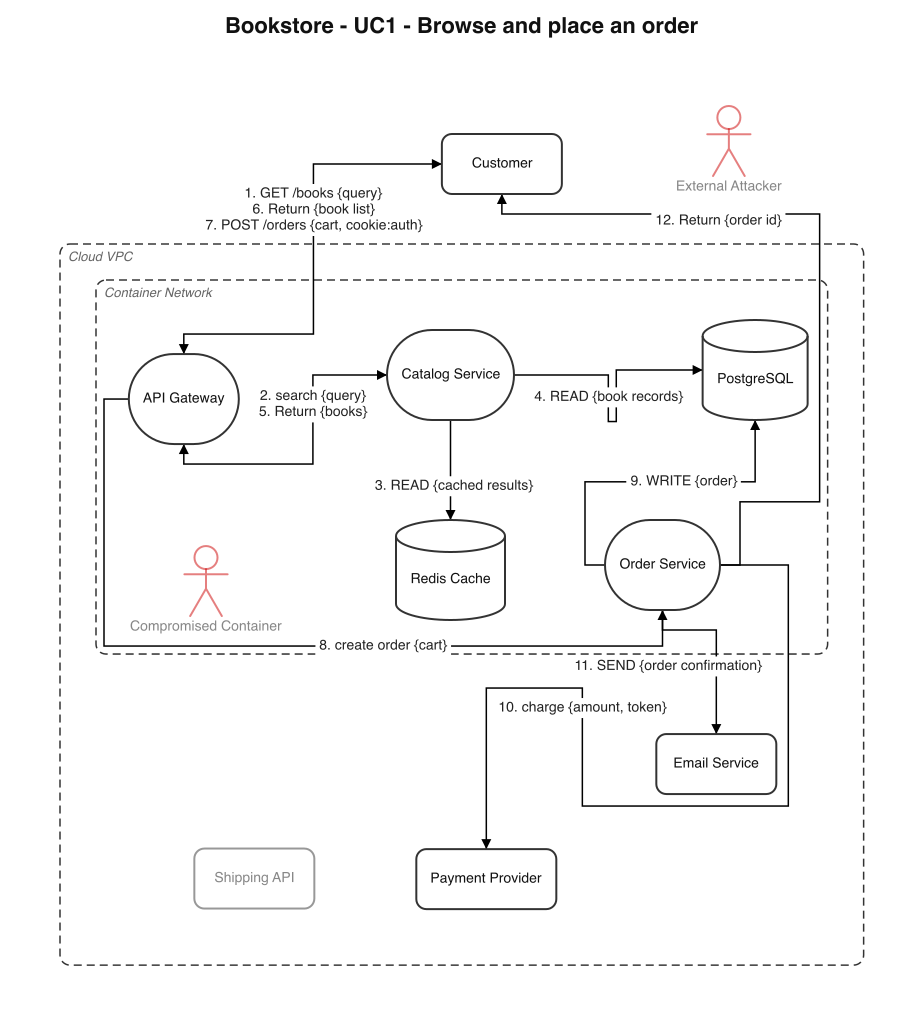 Bookstore - UC1 - Browse and place an order
Customer
External Attacker
1. GET /books {query}
6. Return {book list}
7. POST /orders {cart, cookie:auth}
12. Return {order id}
Cloud VPC
Container Network
API Gateway
Catalog Service
PostgreSQL
2. search {query}
5. Return {books}
4. READ {book records}
3. READ {cached results}
9. WRITE {order}
Redis Cache
Order Service
Compromised Container
8. create order {cart}
11. SEND {order confirmation}
10. charge {amount, token}
Email Service
Shipping API
Payment Provider